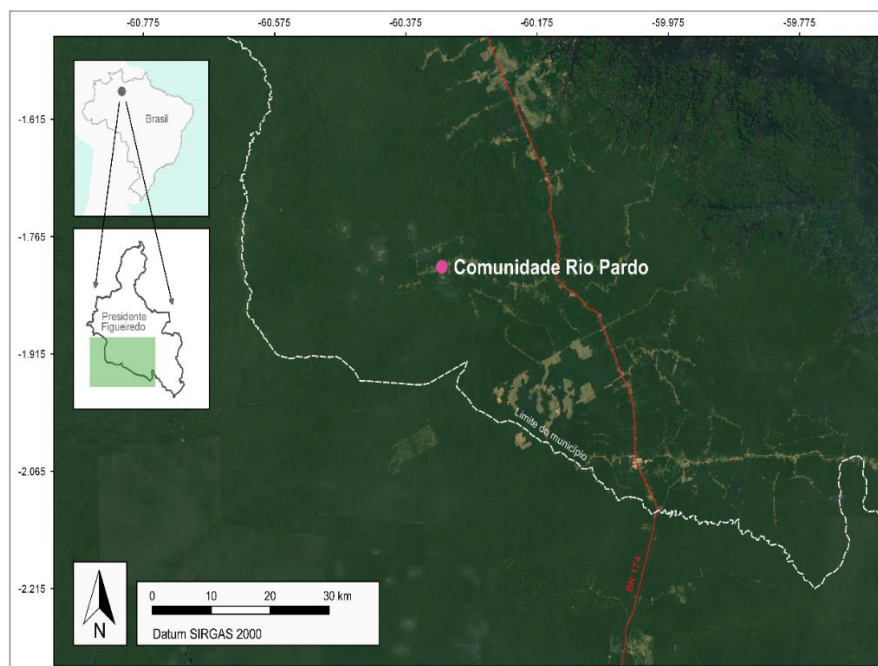 -60.775
-60.575
-60.375
-60.175
-59.975
-59.775
-1.615
-1.765
-1.915
-2.065
-2.215
Brasil
Presidente
Figueiredo
Comunidade Rio Pardo
Limite do município
BR 174
N
0 10 20 30 km
Datum SIRGAS 2000